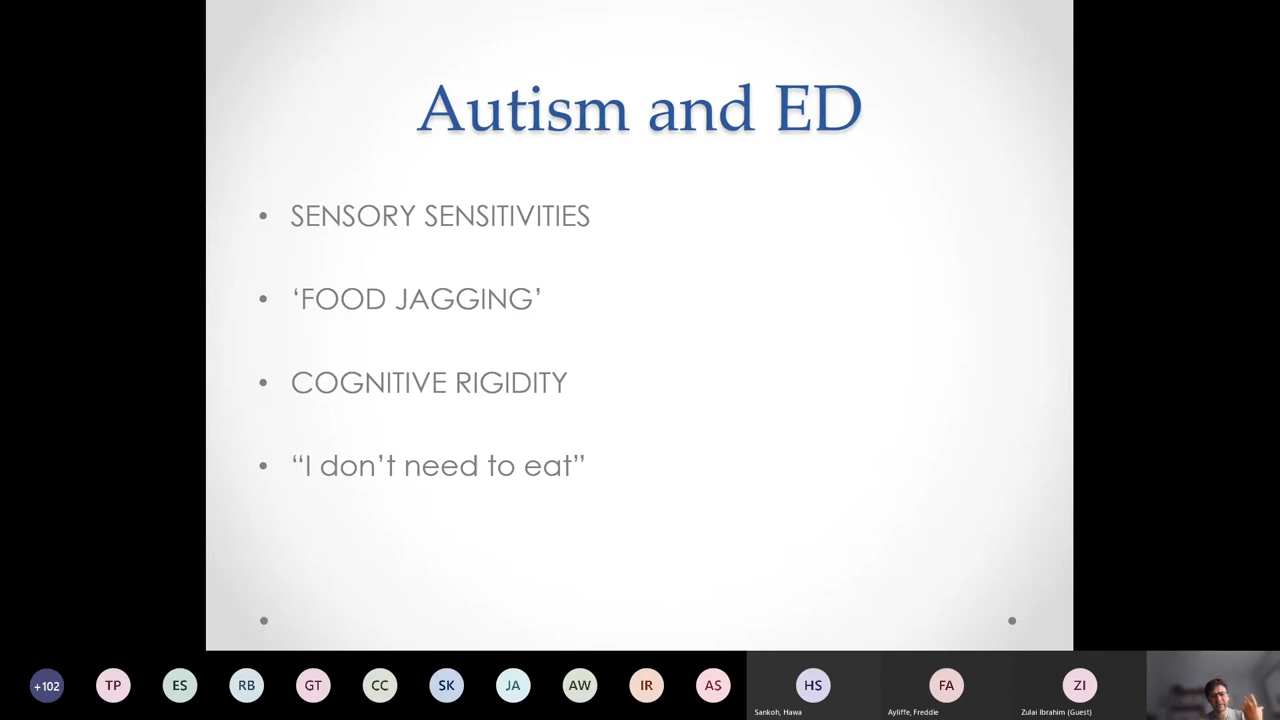 Autism and ED
• SENSORY SENSITIVITIES
• ‘FOOD JAGGING’
• COGNITIVE RIGIDITY
• “I don’t need to eat”
+102
TP
ES
RB
GT
CC
SK
JA
AW
IR
AS
HS
FA
ZI
Sankoh, Hawa
Ayliffe, Freddie
Zulai Ibrahim (Guest)